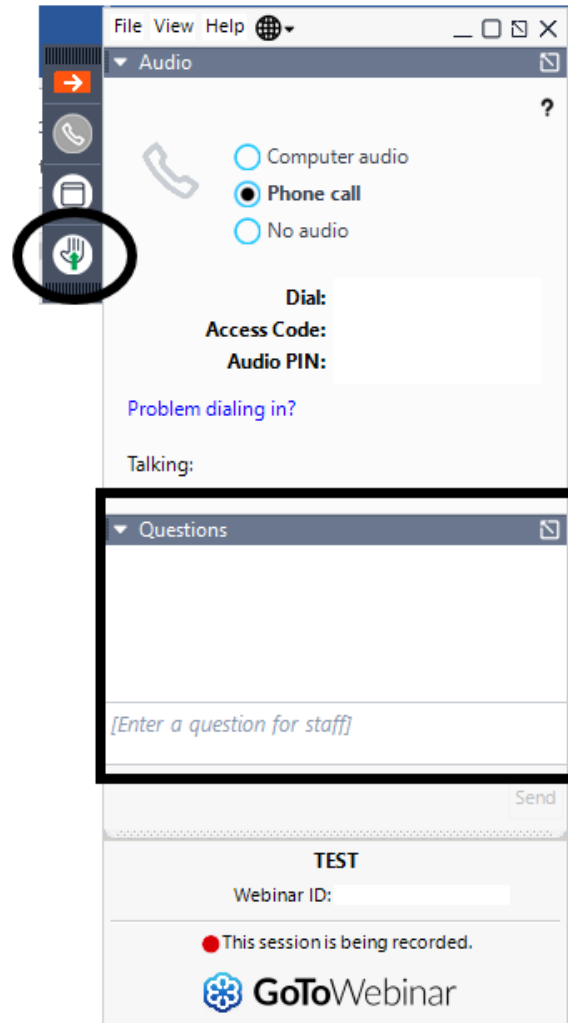 File View Help
Audio
?
Computer audio
Phone call
No audio
Dial:
Access Code:
Audio PIN:
Problem dialing in?
Talking:
Questions
[Enter a question for staff]
Send
TEST
Webinar ID:
This session is being recorded.
GoToWebinar